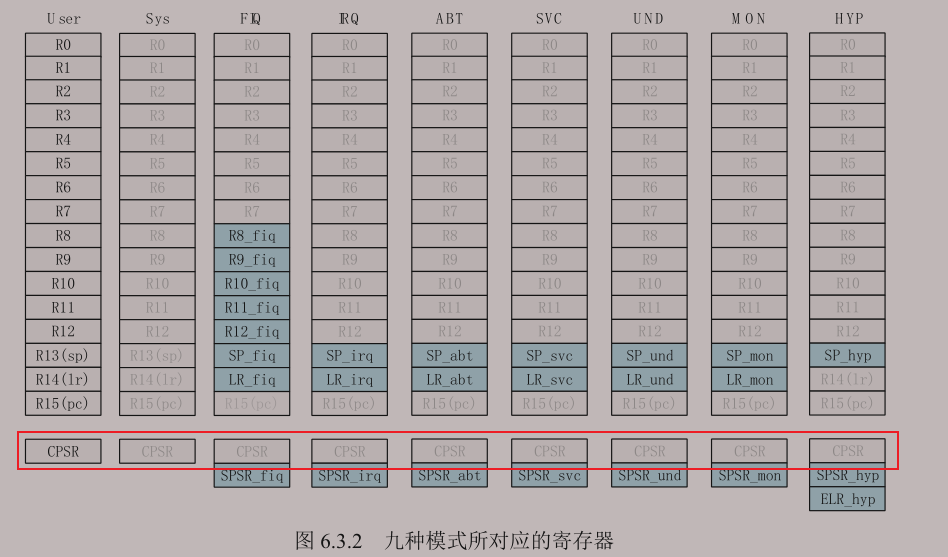 User Sys FIQ IRQ ABT SVC UND MON HYP
R0 R0 R0 R0 R0 R0 R0 R0 R0
R1 R1 R1 R1 R1 R1 R1 R1 R1
R2 R2 R2 R2 R2 R2 R2 R2 R2
R3 R3 R3 R3 R3 R3 R3 R3 R3
R4 R4 R4 R4 R4 R4 R4 R4 R4
R5 R5 R5 R5 R5 R5 R5 R5 R5
R6 R6 R6 R6 R6 R6 R6 R6 R6
R7 R7 R7 R7 R7 R7 R7 R7 R7
R8 R8 R8_fiq R8 R8 R8 R8 R8 R8
R9 R9 R9_fiq R9 R9 R9 R9 R9 R9
R10 R10 R10_fiq R10 R10 R10 R10 R10 R10
R11 R11 R11_fiq R11 R11 R11 R11 R11 R11
R12 R12 R12_fiq R12 R12 R12 R12 R12 R12
R13(sp) R13(sp) SP_fiq SP_irq SP_abt SP_svc SP_und SP_mon SP_hyp
R14(lr) R14(lr) LR_fiq LR_irq LR_abt LR_svc LR_und LR_mon R14(lr)
R15(pc) R15(pc) R15(pc) R15(pc) R15(pc) R15(pc) R15(pc) R15(pc) R15(pc)
CPSR CPSR CPSR CPSR CPSR CPSR CPSR CPSR CPSR
SPSR_fiq SPSR_irq SPSR_abt SPSR_svc SPSR_und SPSR_mon SPSR_hyp
ELR_hyp
图 6.3.2 九种模式所对应的寄存器